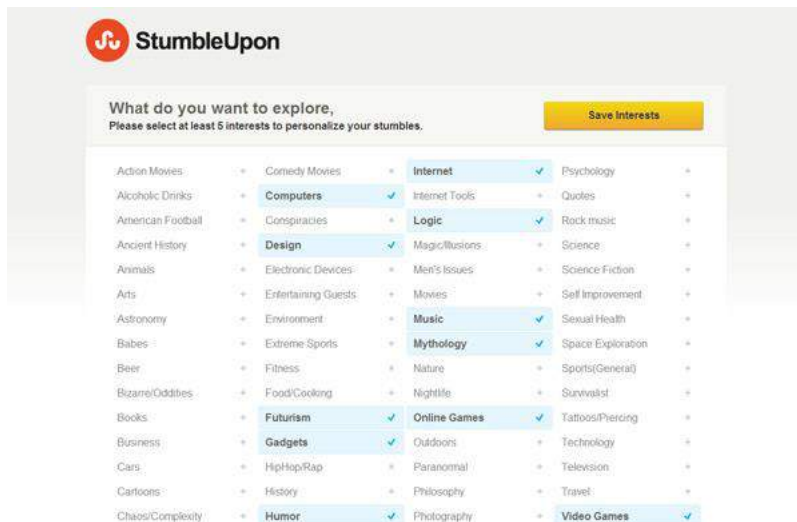 StumbleUpon
What do you want to explore,
Please select at least 5 interests to personalize your stumbles.
Save Interests
Action Movies + Comedy Movies + Internet ✓ Psychology +
Alcoholic Drinks + Computers ✓ Internet Tools + Quotes +
American Football + Conspiracies + Logic ✓ Rock music +
Ancient History + Design ✓ Magic/Illusions + Science +
Animals + Electronic Devices + Men's Issues + Science Fiction +
Arts + Entertaining Guests + Movies + Self Improvement +
Astronomy + Environment + Music ✓ Sexual Health +
Babes + Extreme Sports + Mythology ✓ Space Exploration +
Beer + Fitness + Nature + Sports(General) +
Bizarre/Oddities + Food/Cooking + Nightlife + Survivalist +
Books + Futurism ✓ Online Games ✓ Tattoos/Piercing +
Business + Gadgets ✓ Outdoors + Technology +
Cars + HipHop/Rap + Paranormal + Television +
Cartoons + History + Philosophy + Travel +
Chaos/Complexity + Humor ✓ Photography + Video Games ✓